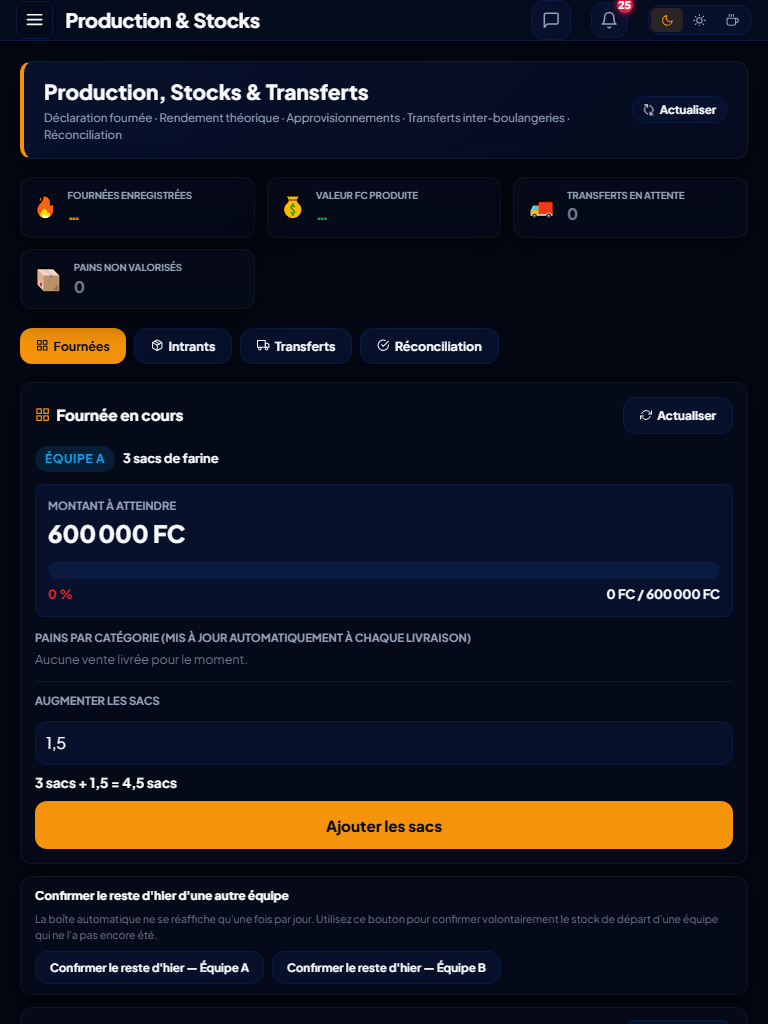 Production & Stocks
25
Production, Stocks & Transferts
Déclaration fournée · Rendement théorique · Approvisionnements · Transferts inter-boulangeries ·
Réconciliation
Actualiser
FOURNÉES ENREGISTRÉES
...
VALEUR FC PRODUITE
...
TRANSFERTS EN ATTENTE
0
PAINS NON VALORISÉS
0
Fournées
Intrants
Transferts
Réconciliation
Fournée en cours
Actualiser
ÉQUIPE A
3 sacs de farine
MONTANT À ATTEINDRE
600 000 FC
0 %
0 FC / 600 000 FC
PAINS PAR CATÉGORIE (MIS À JOUR AUTOMATIQUEMENT À CHAQUE LIVRAISON)
Aucune vente livrée pour le moment.
AUGMENTER LES SACS
1,5
3 sacs + 1,5 = 4,5 sacs
Ajouter les sacs
Confirmer le reste d'hier d'une autre équipe
La boîte automatique ne se réaffiche qu'une fois par jour. Utilisez ce bouton pour confirmer volontairement le stock de départ d'une équipe
qui ne l'a pas encore été.
Confirmer le reste d'hier — Équipe A
Confirmer le reste d'hier — Équipe B